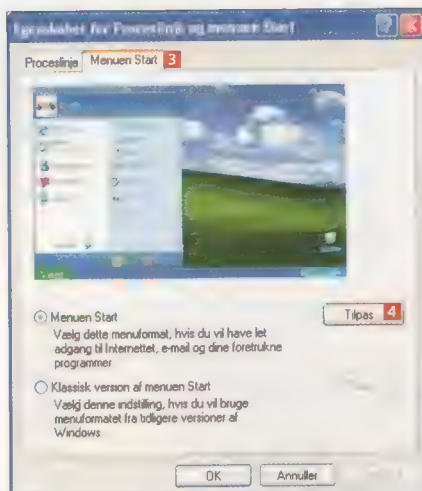 Egenskaber for Proceslinje og menuen Start
Proceslinje Menuen Start 3
Menuen Start
Tilpas 4
Vælg dette menuformat, hvis du vil have let
adgang til Internettet, e-mail og dine foretrukne
programmer
Klassisk version af menuen Start
Vælg denne indstilling, hvis du vil bruge
menuformatet fra tidligere versioner af
Windows
OK Annuller